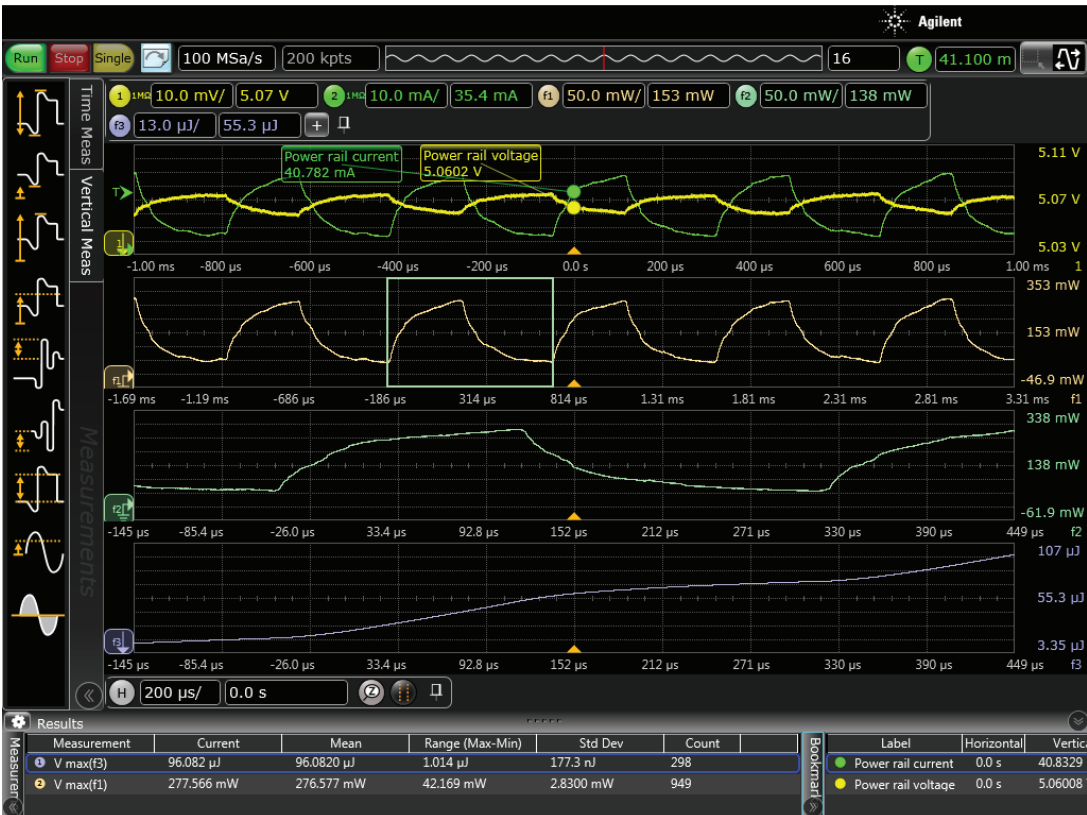 Agilent
Run Stop Single 100 MSa/s 200 kpts 16 T 41.100 m
1 1MΩ 10.0 mV/ 5.07 V 2 1MΩ 10.0 mA/ 35.4 mA f1 50.0 mW/ 153 mW f2 50.0 mW/ 138 mW
f3 13.0 µJ/ 55.3 µJ +
Time Meas
Vertical Meas
Measurements
Power rail current
40.782 mA
Power rail voltage
5.0602 V
5.11 V
T
5.07 V
1
5.03 V
-1.00 ms -800 µs -600 µs -400 µs -200 µs 0.0 s 200 µs 400 µs 600 µs 800 µs 1.00 ms 1
353 mW
153 mW
f1
-46.9 mW
-1.69 ms -1.19 ms -686 µs -186 µs 314 µs 814 µs 1.31 ms 1.81 ms 2.31 ms 2.81 ms 3.31 ms f1
338 mW
138 mW
f2
-61.9 mW
-145 µs -85.4 µs -26.0 µs 33.4 µs 92.8 µs 152 µs 212 µs 271 µs 330 µs 390 µs 449 µs f2
107 µJ
55.3 µJ
f3
3.35 µJ
-145 µs -85.4 µs -26.0 µs 33.4 µs 92.8 µs 152 µs 212 µs 271 µs 330 µs 390 µs 449 µs f3
H 200 µs/ 0.0 s Z
Results
Measurement Current Mean Range (Max-Min) Std Dev Count
1 V max(f3) 96.082 µJ 96.0820 µJ 1.014 µJ 177.3 nJ 298
2 V max(f1) 277.566 mW 276.577 mW 42.169 mW 2.8300 mW 949
Measurem
Bookmark
Label Horizontal Vertica
Power rail current 0.0 s 40.8329
Power rail voltage 0.0 s 5.06008